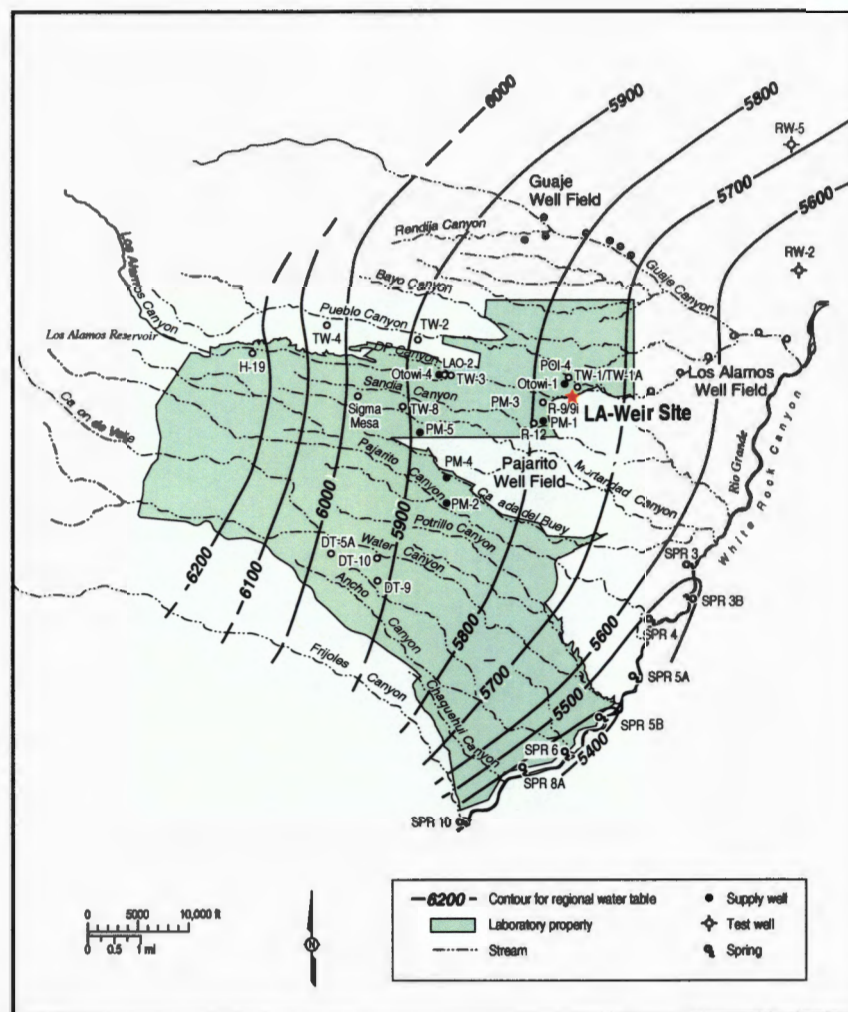 6000
5900
5800
RW-5
5700
Guaje
Well Field
5600
Rendija Canyon
RW-2
Guaje Canyon
Los Alamos Canyon
Bayo Canyon
Pueblo Canyon
TW-4
TW-2
Los Alamos Reservoir
DP Canyon
H-19
LAO-2
POI-4
Otowi-4
TW-3
Otowi-1
TW-1/TW-1A
Los Alamos
Well Field
Sandia Canyon
PM-3
R-9/9i
LA-Weir Site
Sigma
Mesa
TW-8
PM-1
PM-5
R-12
Pajarito
Well Field
Mortandad Canyon
Rio Grande
White Rock Canyon
Pajarito Canyon
PM-4
Cañada del Buey
PM-2
6000
5900
Potrillo Canyon
DT-5A
Water Canyon
DT-10
SPR 3
6200
6100
Ancho Canyon
DT-9
SPR 3B
5800
5600
SPR 4
Frijoles Canyon
5700
SPR 5A
Chaquehui Canyon
5500
SPR 5B
SPR 6
5400
SPR 8A
SPR 10
0 5000 10,000 ft
0 0.5 1 mi
N
6200 Contour for regional water table
Laboratory property
Stream
Supply well
Test well
Spring